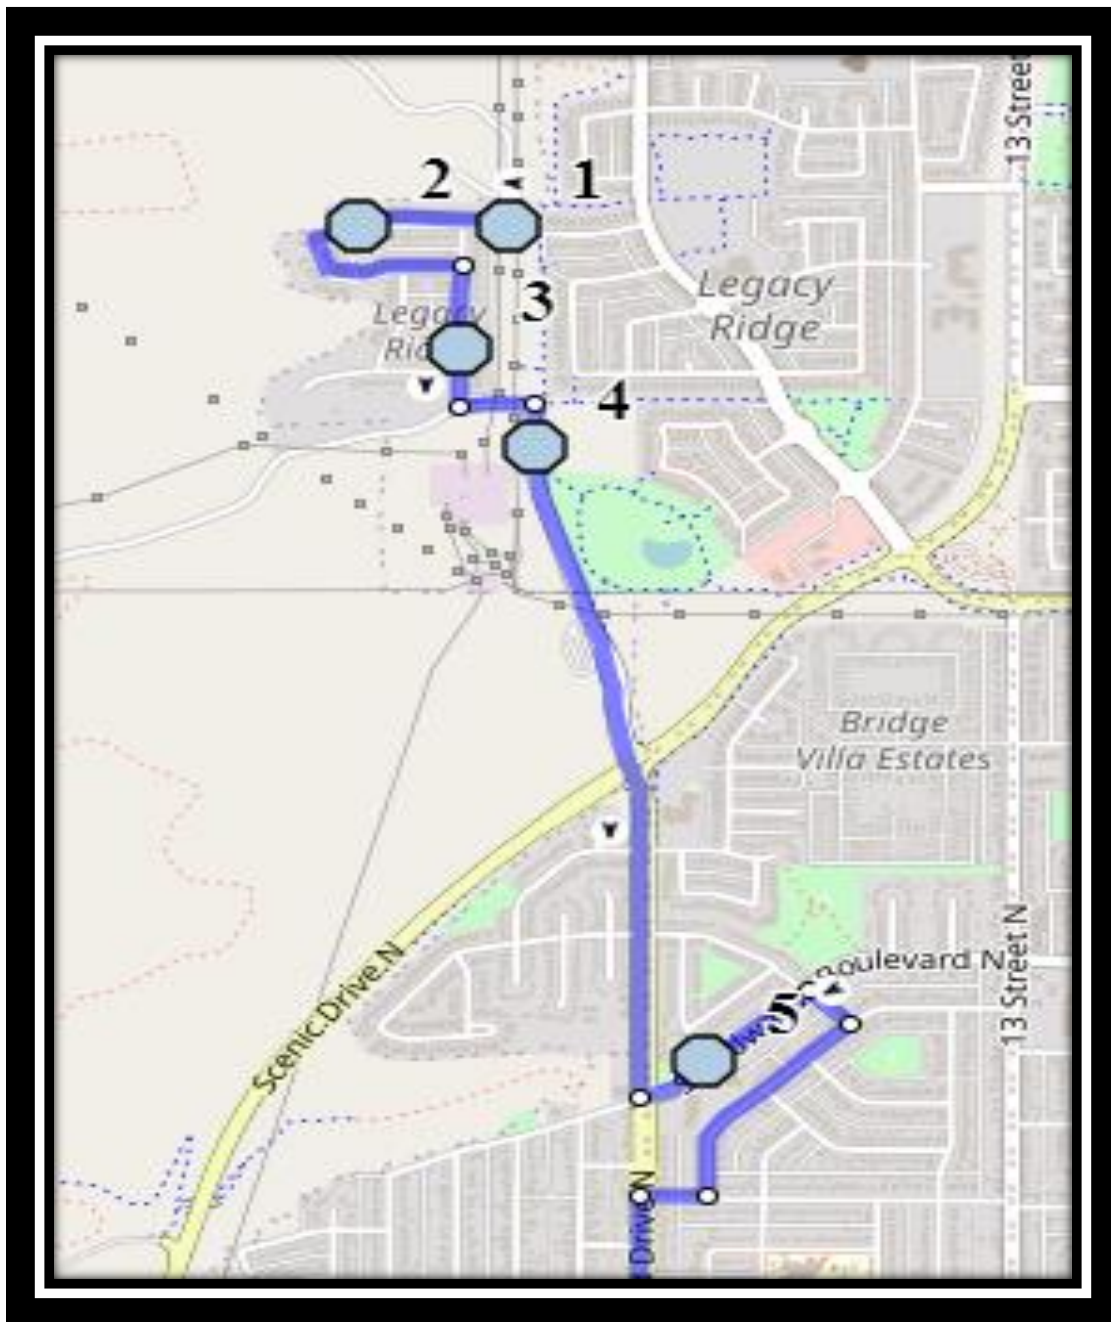 13 Street
2
1
3
Legacy
Ridge
Legacy
Rid
4
Bridge
Villa Estates
Boulevard N
13 Street N
5
Scenic Drive N
Drive N